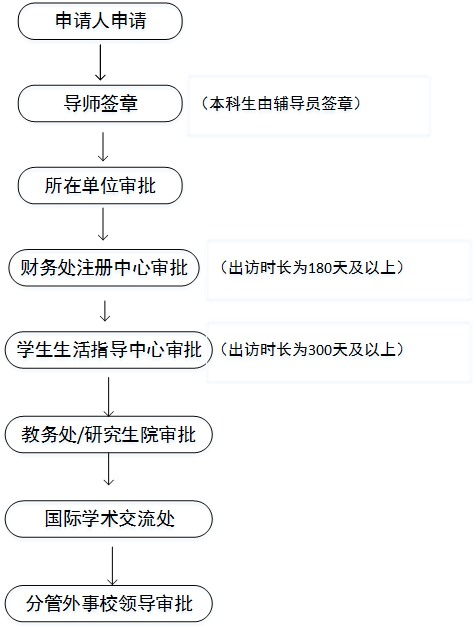 申请人申请
导师签章 （本科生由辅导员签章）
所在单位审批
财务处注册中心审批 （出访时长为180天及以上）
学生生活指导中心审批 （出访时长为300天及以上）
教务处/研究生院审批
国际学术交流处
分管外事校领导审批